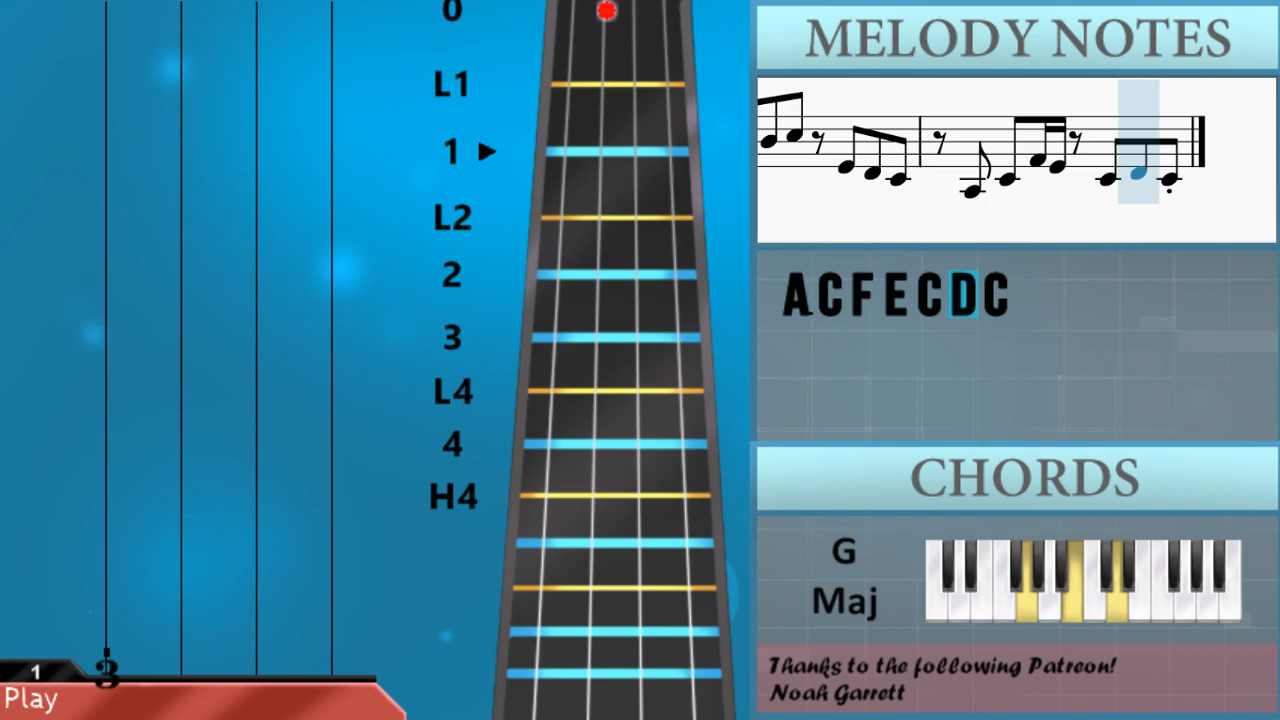 0
L1
1
L2
2
3
L4
4
H4
1
3
Play
MELODY NOTES
ACFECDC
CHORDS
G
Maj
Thanks to the following Patreon!
Noah Garrett